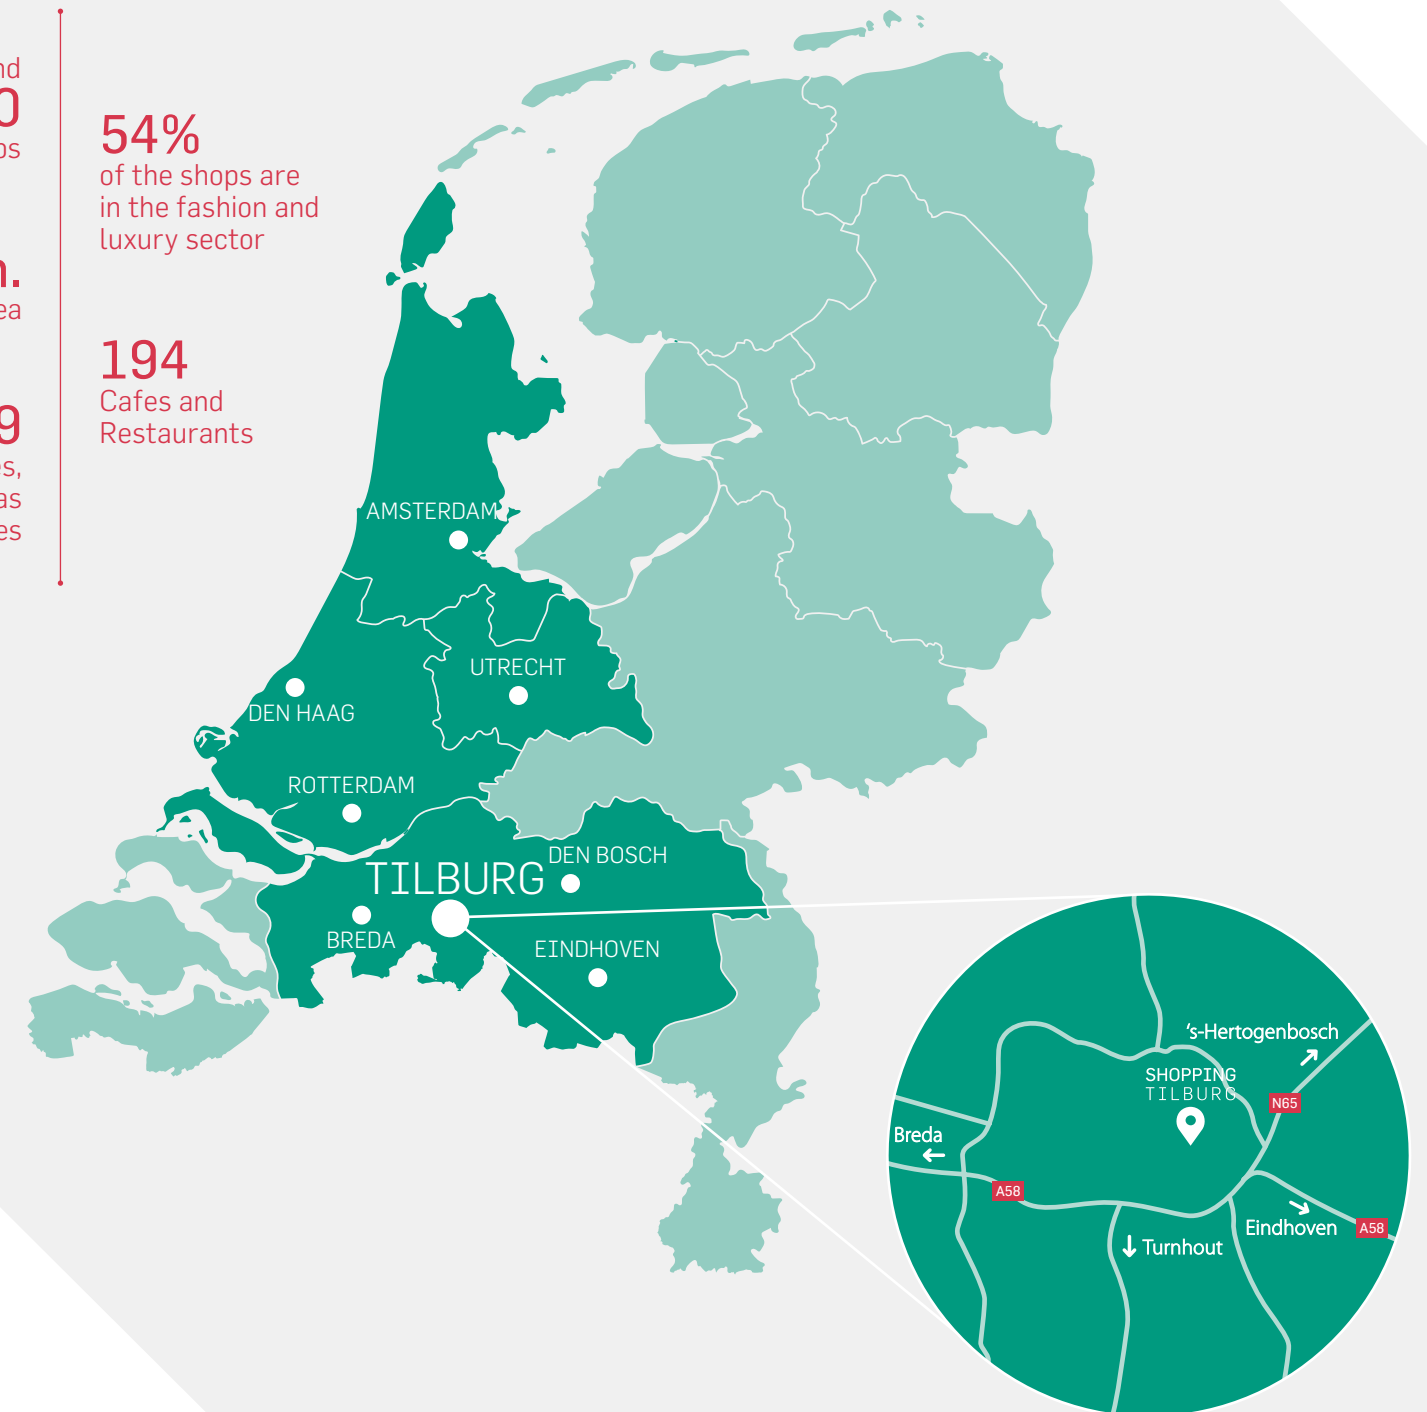 54%
of the shops are
in the fashion and
luxury sector
194
Cafes and
Restaurants
AMSTERDAM
UTRECHT
DEN HAAG
ROTTERDAM
DEN BOSCH
TILBURG
BREDA
EINDHOVEN
's-Hertogenbosch
SHOPPING
TILBURG
N65
Breda
A58
Eindhoven
A58
Turnhout